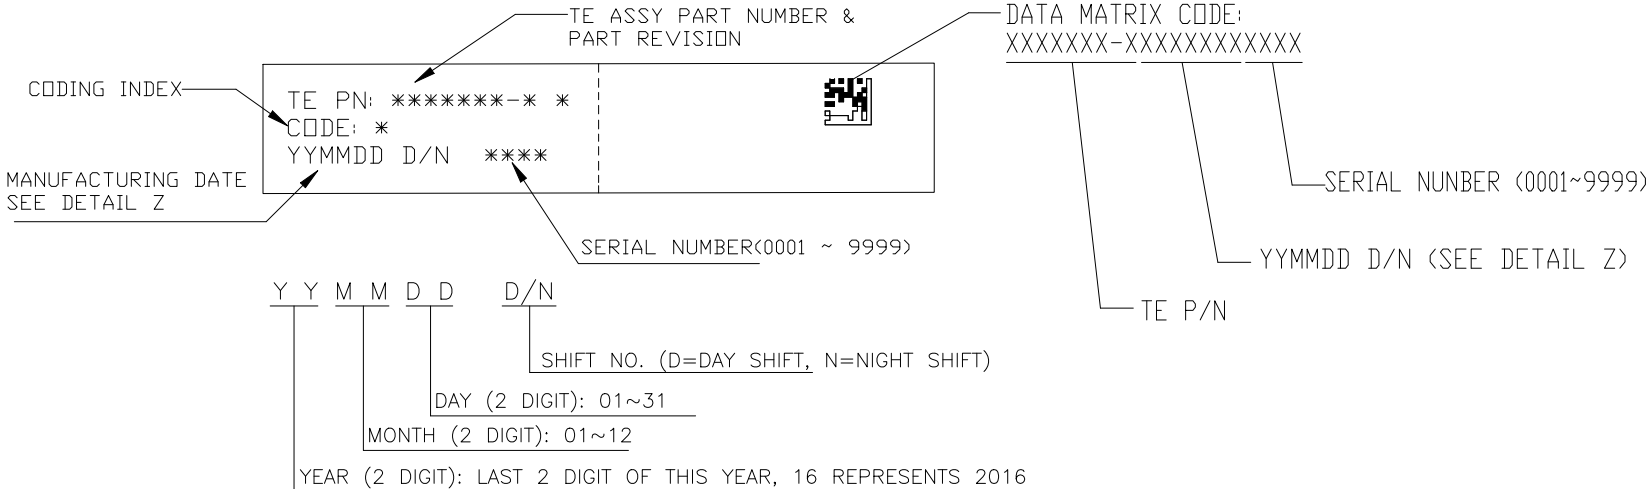 TE ASSY PART NUMBER &
PART REVISION
DATA MATRIX CODE:
XXXXXXX-XXXXXXXXXXXX
CODING INDEX
TE PN: *******-* *
CODE: *
YYMMDD D/N ****
MANUFACTURING DATE
SEE DETAIL Z
SERIAL NUNBER (0001~9999)
SERIAL NUMBER(0001 ~ 9999)
YYMMDD D/N (SEE DETAIL Z)
TE P/N
Y Y M M D D D/N
SHIFT NO. (D=DAY SHIFT, N=NIGHT SHIFT)
DAY (2 DIGIT): 01~31
MONTH (2 DIGIT): 01~12
YEAR (2 DIGIT): LAST 2 DIGIT OF THIS YEAR, 16 REPRESENTS 2016